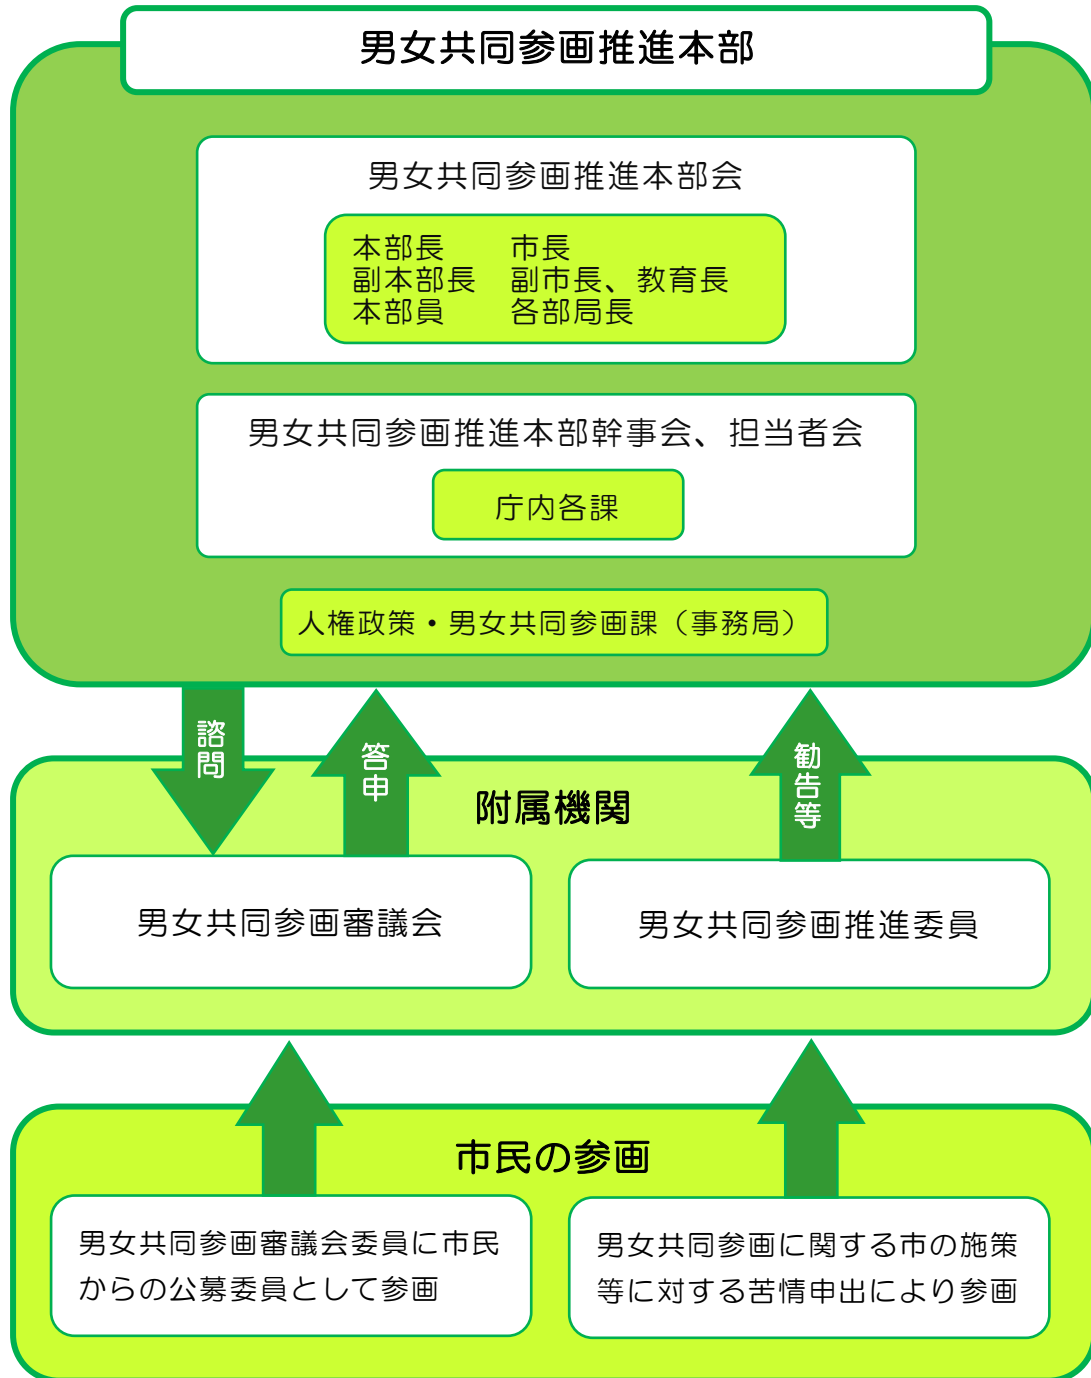 男女共同参画推進本部
男女共同参画推進本部会
本部長　　市長
副本部長　副市長、教育長
本部員　　各部局長
男女共同参画推進本部幹事会、担当者会
庁内各課
人権政策・男女共同参画課（事務局）
諮問
答申
勧告等
附属機関
男女共同参画審議会
男女共同参画推進委員
市民の参画
男女共同参画審議会委員に市民
からの公募委員として参画
男女共同参画に関する市の施策
等に対する苦情申出により参画